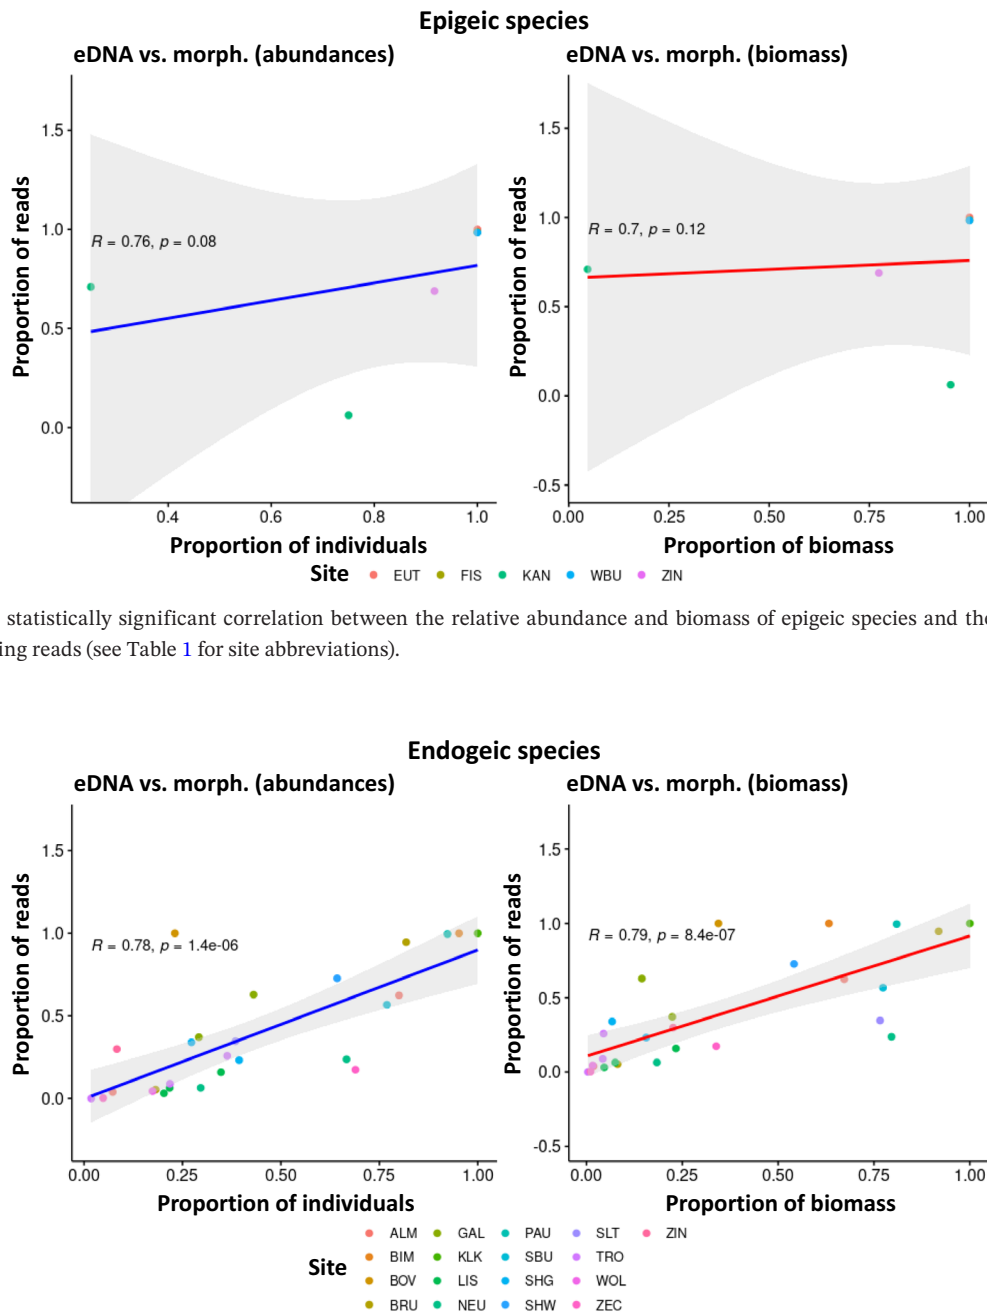 Epigeic species
eDNA vs. morph. (abundances)
eDNA vs. morph. (biomass)
Proportion of reads
1.5
1.0
0.5
0.0
R = 0.76, p = 0.08
0.4 0.6 0.8 1.0
Proportion of individuals
Proportion of reads
1.5
1.0
0.5
0.0
-0.5
R = 0.7, p = 0.12
0.00 0.25 0.50 0.75 1.00
Proportion of biomass
Site EUT FIS KAN WBU ZIN
statistically significant correlation between the relative abundance and biomass of epigeic species and the
ing reads (see Table 1 for site abbreviations).
Endogeic species
eDNA vs. morph. (abundances)
eDNA vs. morph. (biomass)
Proportion of reads
1.5
1.0
0.5
0.0
R = 0.78, p = 1.4e-06
0.00 0.25 0.50 0.75 1.00
Proportion of individuals
Proportion of reads
1.5
1.0
0.5
0.0
-0.5
R = 0.79, p = 8.4e-07
0.00 0.25 0.50 0.75 1.00
Proportion of biomass
Site
ALM GAL PAU SLT ZIN
BIM KLK SBU TRO
BOV LIS SHG WOL
BRU NEU SHW ZEC